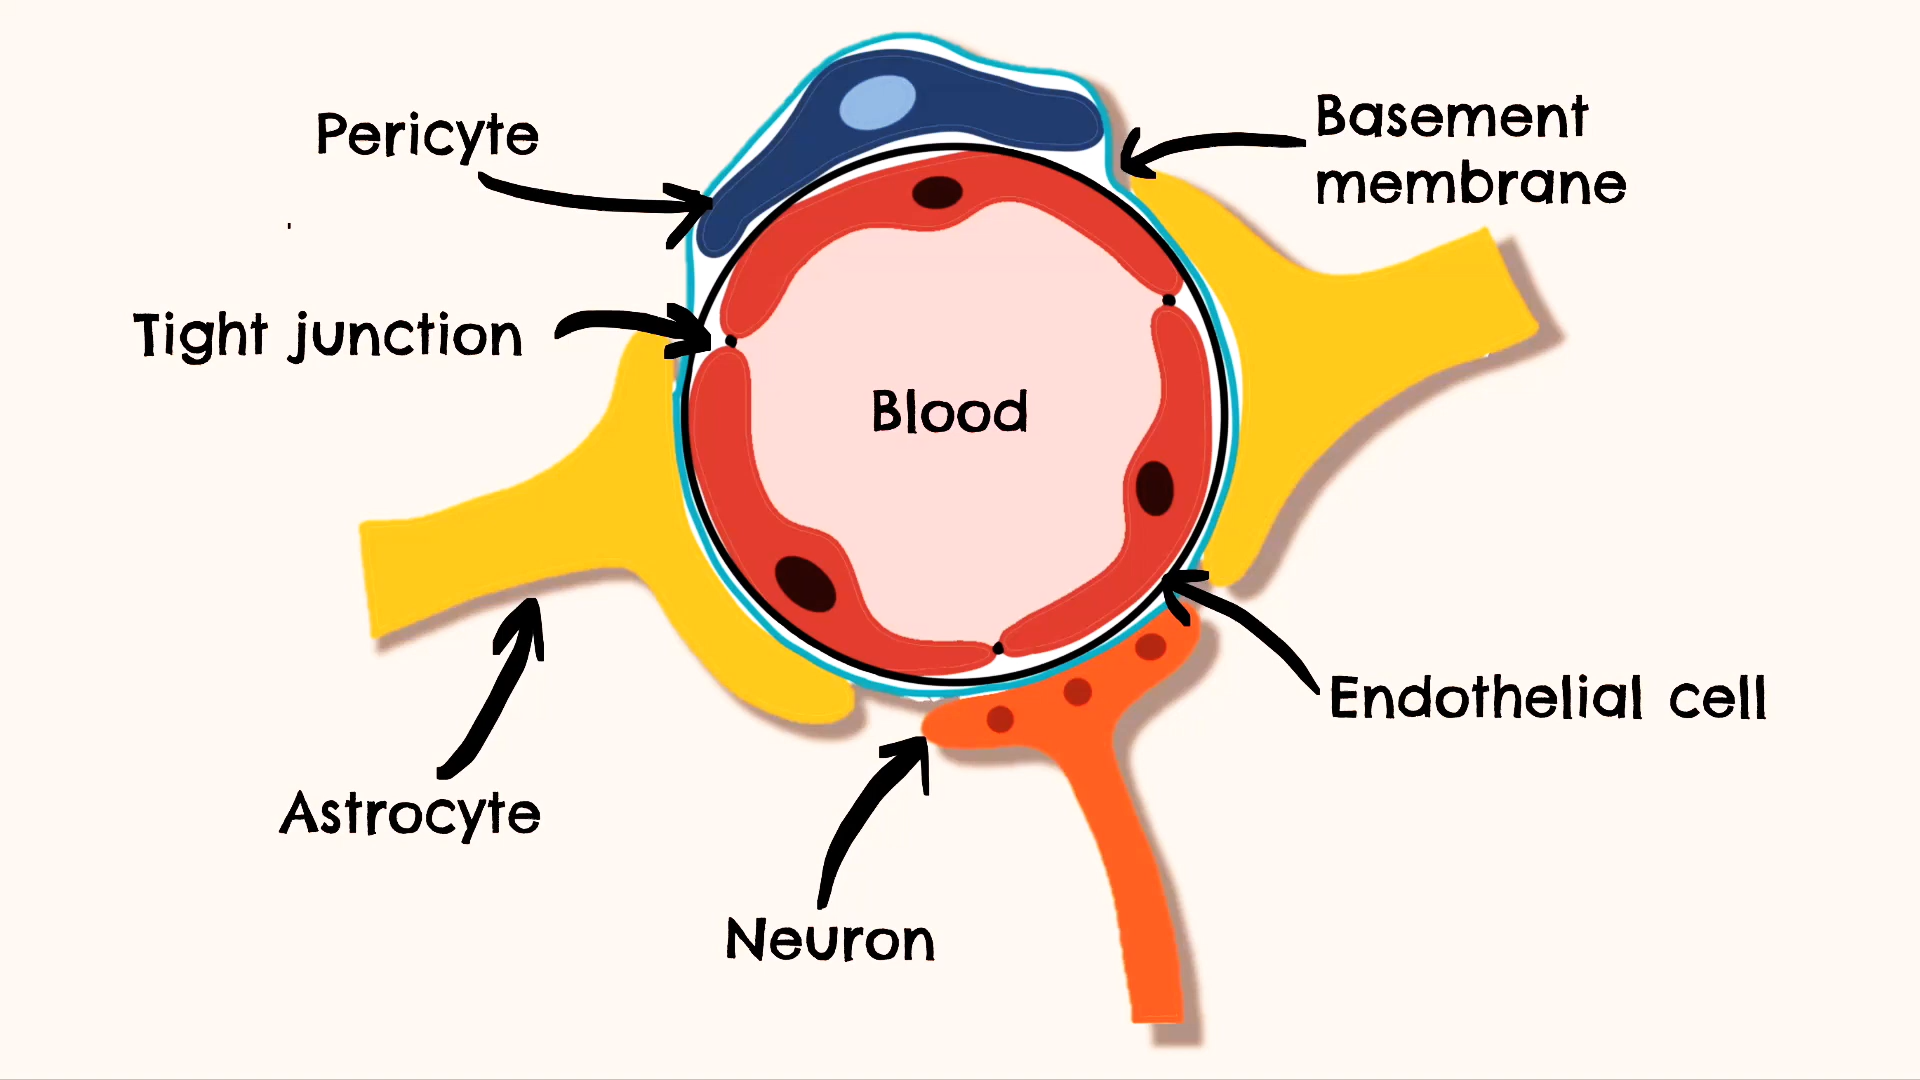 Pericyte
Basement
membrane
Tight junction
Blood
Endothelial cell
Astrocyte
Neuron